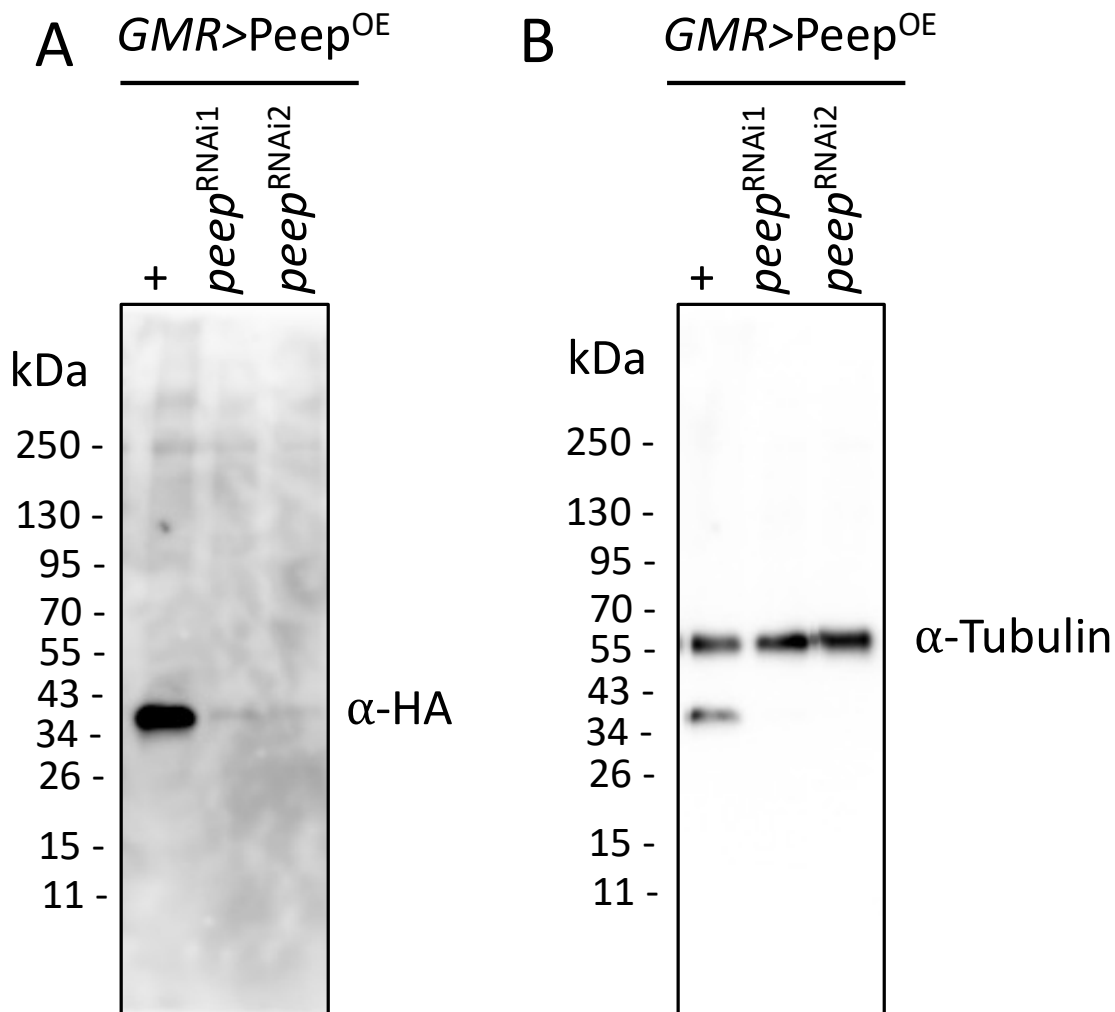 A
GMR>Peep^OE
+
peep^RNAi1
peep^RNAi2
kDa
250 -
130 -
95 -
70 -
55 -
43 -
34 -
26 -
15 -
11 -
α-HA
B
GMR>Peep^OE
+
peep^RNAi1
peep^RNAi2
kDa
250 -
130 -
95 -
70 -
55 -
43 -
34 -
26 -
15 -
11 -
α-Tubulin